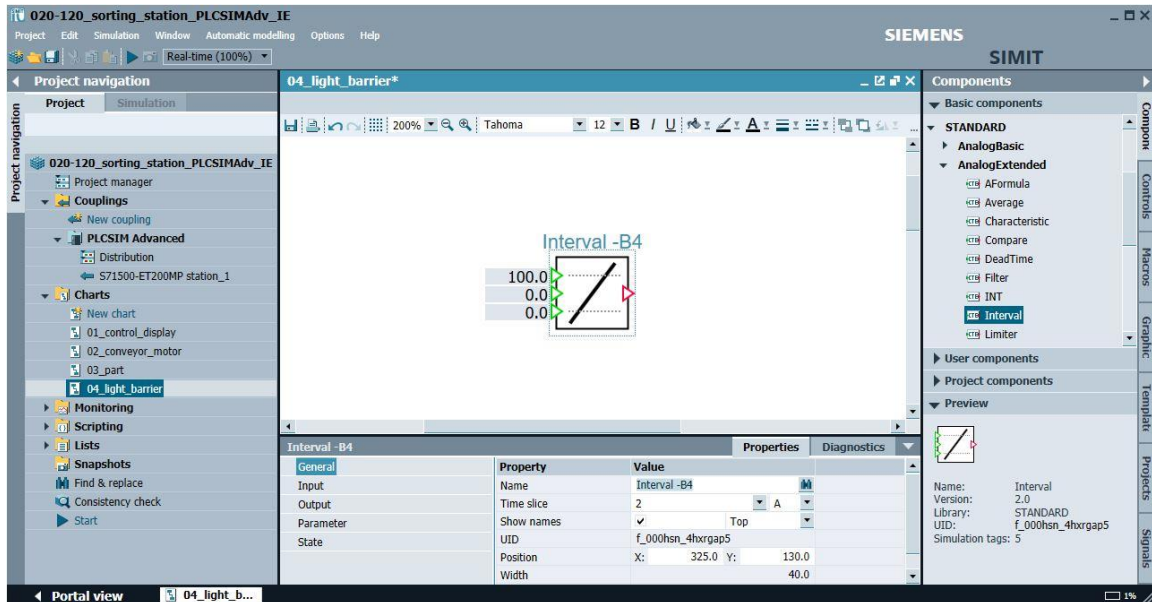 020-120_sorting_station_PLCSIMAdv_IE
Project Edit Simulation Window Automatic modelling Options Help
SIEMENS
Real-time (100%)
SIMIT
Project navigation
Project Simulation
Project navigation
020-120_sorting_station_PLCSIMAdv_IE
Project manager
Couplings
New coupling
PLCSIM Advanced
Distribution
S71500-ET200MP station_1
Charts
New chart
01_control_display
02_conveyor_motor
03_part
04_light_barrier
Monitoring
Scripting
Lists
Snapshots
Find & replace
Consistency check
Start
04_light_barrier*
200% Tahoma 12 B I U A
Interval -B4
100.0
0.0
0.0
Interval -B4
Properties Diagnostics
General
Input
Output
Parameter
State
Property Value
Name Interval -B4
Time slice 2 A
Show names Top
UID f_000hsn_4hxrgap5
Position X: 325.0 Y: 130.0
Width 40.0
Components
Basic components
STANDARD
AnalogBasic
AnalogExtended
AFormula
Average
Characteristic
Compare
DeadTime
Filter
INT
Interval
Limiter
User components
Project components
Preview
Name: Interval
Version: 2.0
Library: STANDARD
UID: f_000hsn_4hxrgap5
Simulation tags: 5
Controls
Macros
Graphic
Projects
Signals
Portal view 04_light_b...
1%